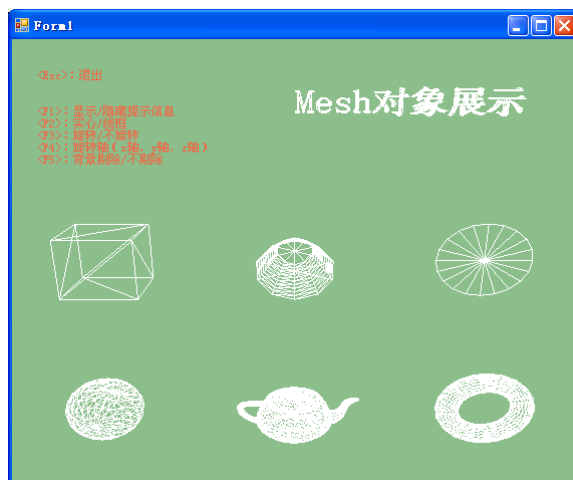 Form1
<Esc>: 退出
Mesh对象展示
<F1>: 显示/隐藏提示信息
<F2>: 实心/线框
<F3>: 旋转/不旋转
<F4>: 旋转轴(x轴、y轴、z轴)
<F5>: 背景剔除/不剔除